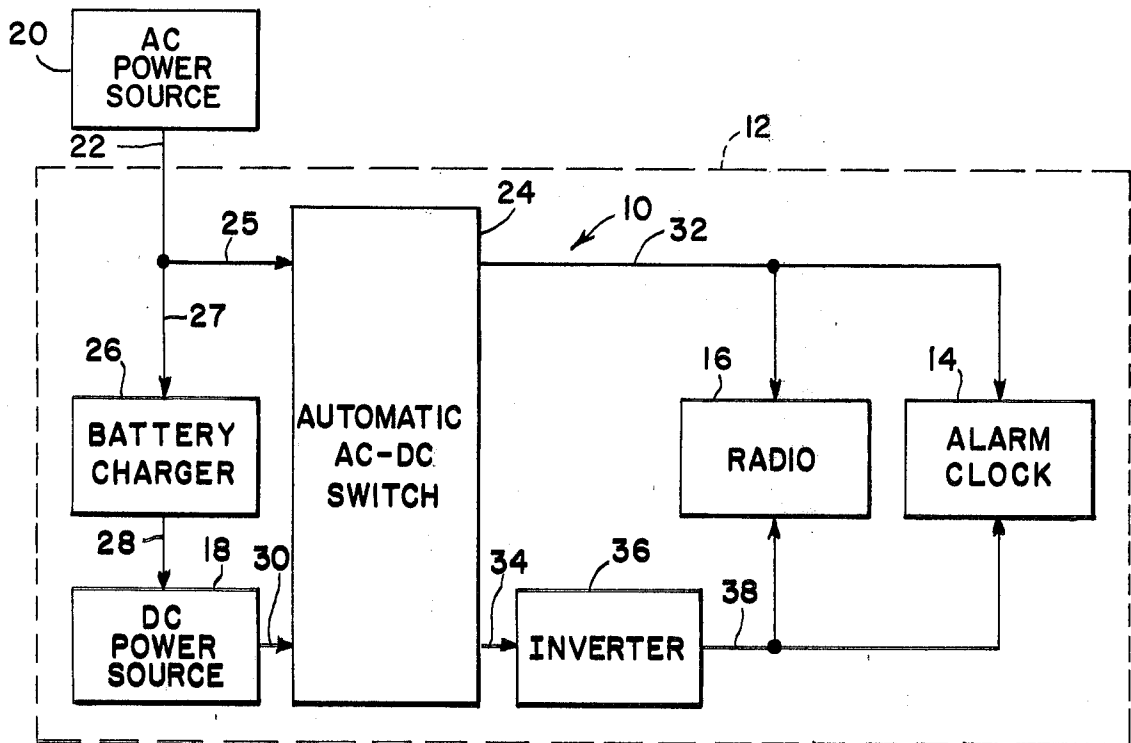 20
AC
POWER
SOURCE
22
12
24
10
25
32
27
26
16
14
BATTERY
CHARGER
AUTOMATIC
AC-DC
SWITCH
RADIO
ALARM
CLOCK
28
18
30
34
36
38
DC
POWER
SOURCE
INVERTER